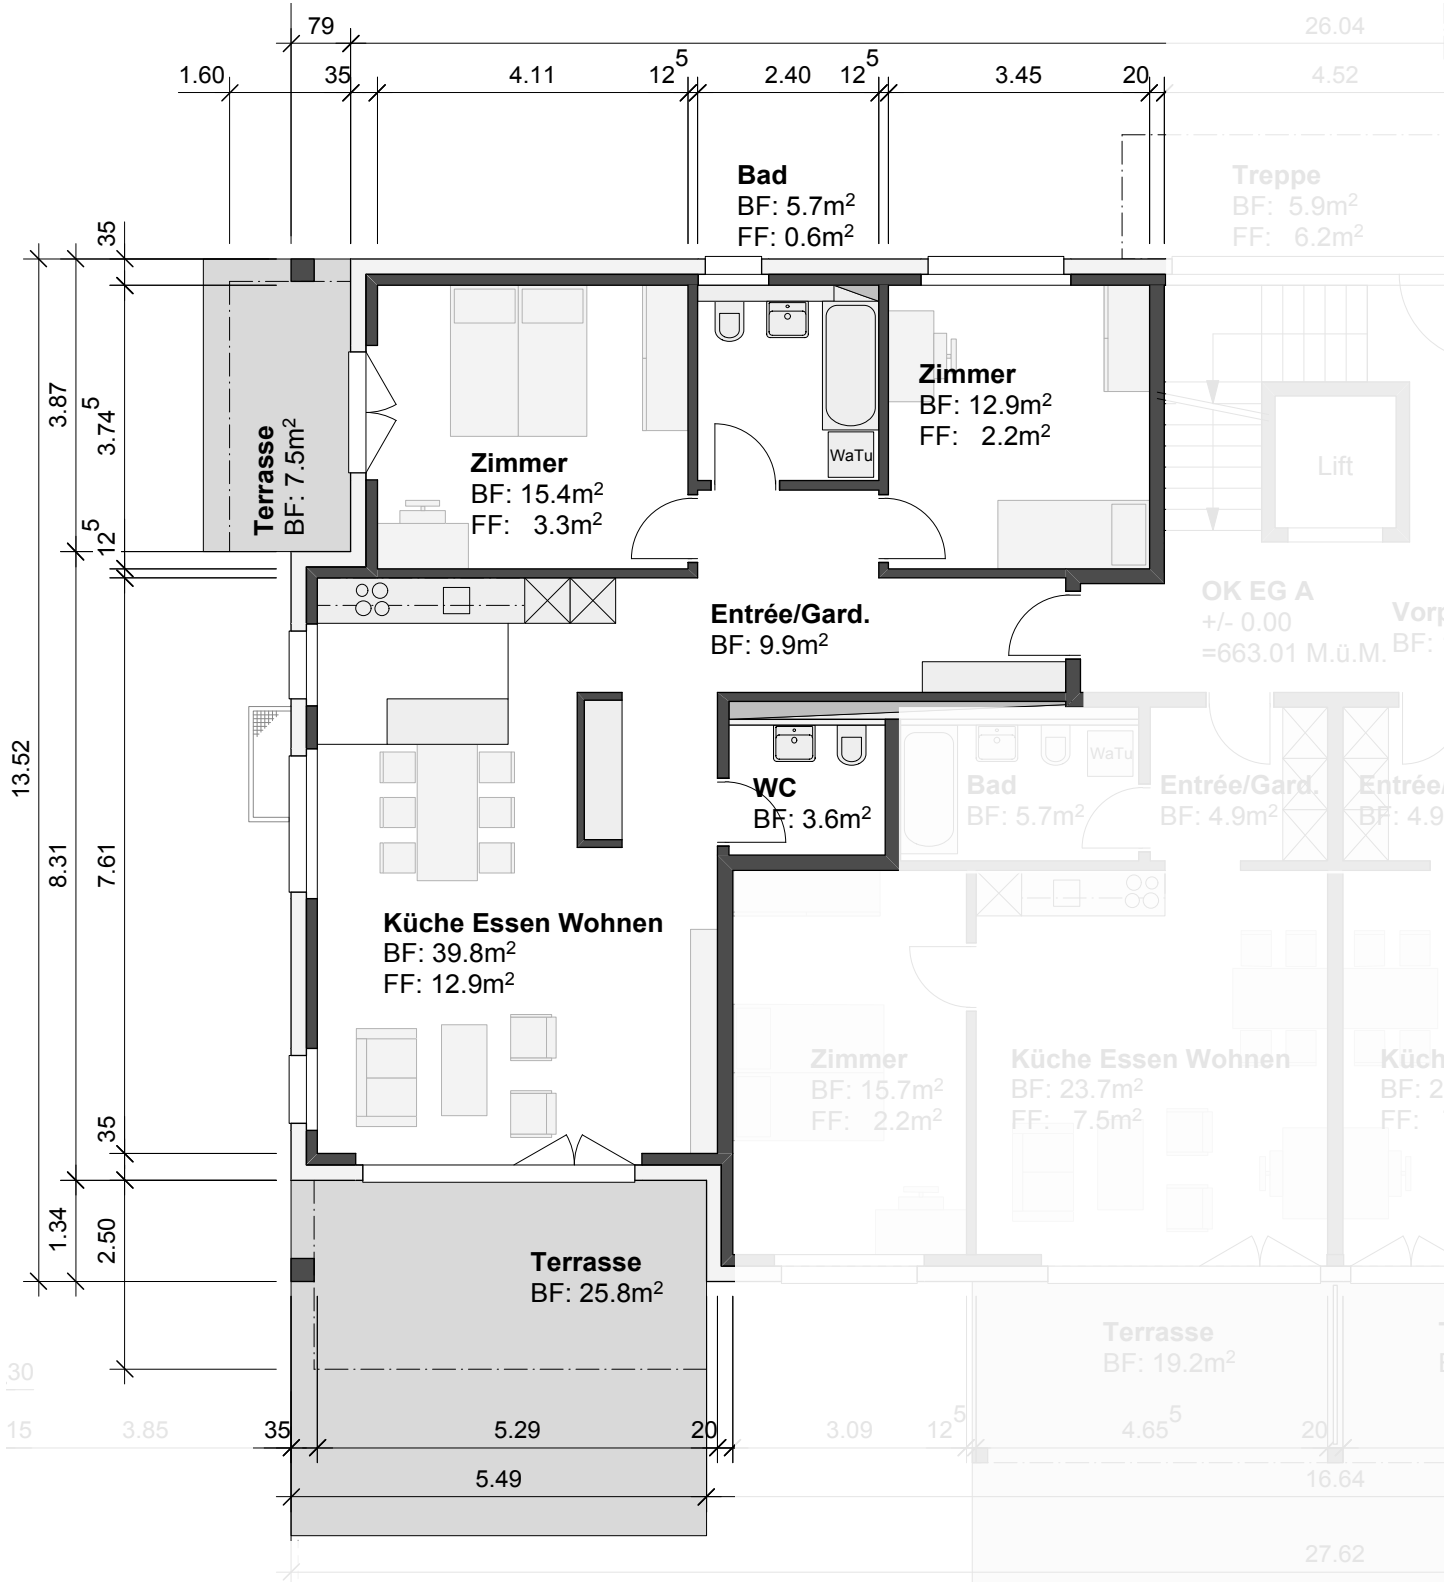 79
26.04
1.60
35
4.11
12⁵
2.40
12⁵
3.45
20
4.52
Bad
BF: 5.7m²
FF: 0.6m²
Treppe
BF: 5.9m²
FF: 6.2m²
35
3.87
3.74⁵
12⁵
13.52
8.31
7.61
35
1.34
2.50
Terrasse
BF: 7.5m²
Zimmer
BF: 15.4m²
FF: 3.3m²
Zimmer
BF: 12.9m²
FF: 2.2m²
WaTu
Lift
Entrée/Gard.
BF: 9.9m²
OK EG A
+/- 0.00
=663.01 M.ü.M.
Vorp
BF:
WC
BF: 3.6m²
WaTu
Bad
BF: 5.7m²
Entrée/Gard.
BF: 4.9m²
Entrée/
BF: 4.9
Küche Essen Wohnen
BF: 39.8m²
FF: 12.9m²
Zimmer
BF: 15.7m²
FF: 2.2m²
Küche Essen Wohnen
BF: 23.7m²
FF: 7.5m²
Küch
BF: 2
FF:
Terrasse
BF: 25.8m²
Terrasse
BF: 19.2m²
30
15
3.85
35
5.29
20
3.09
12⁵
4.65⁵
20
5.49
16.64
27.62